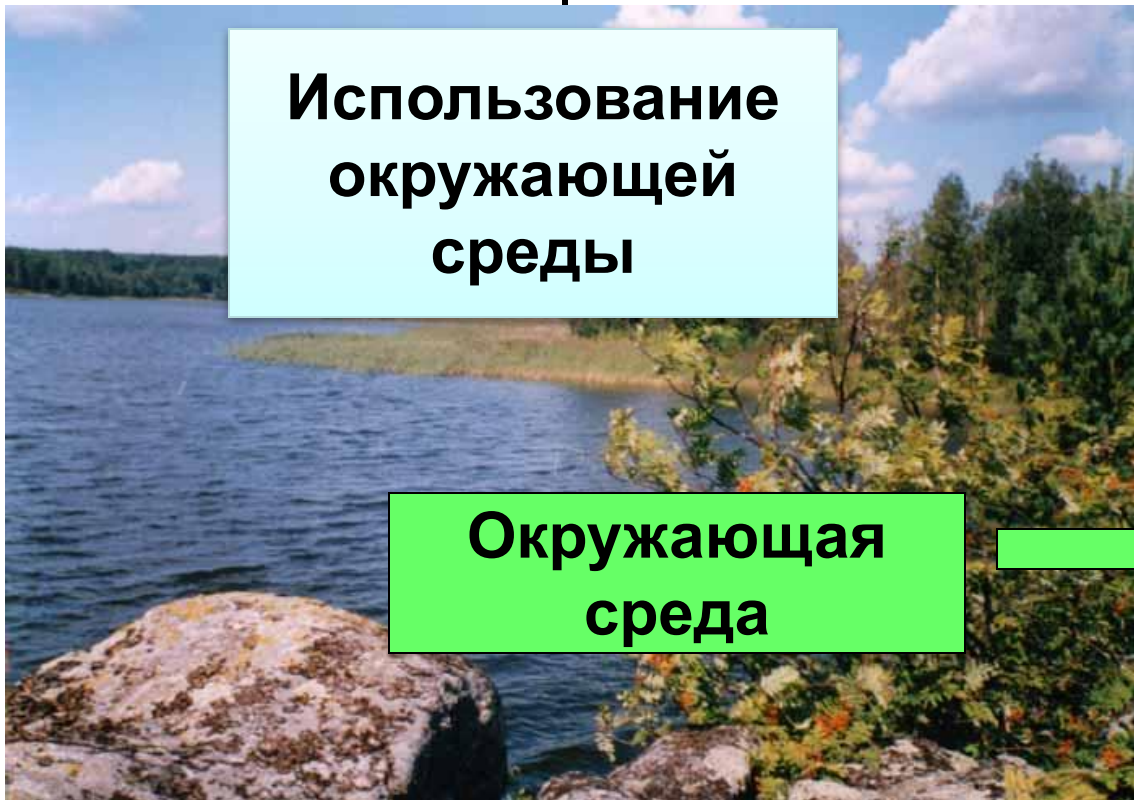 Использование
окружающей
среды
Окружающая
среда